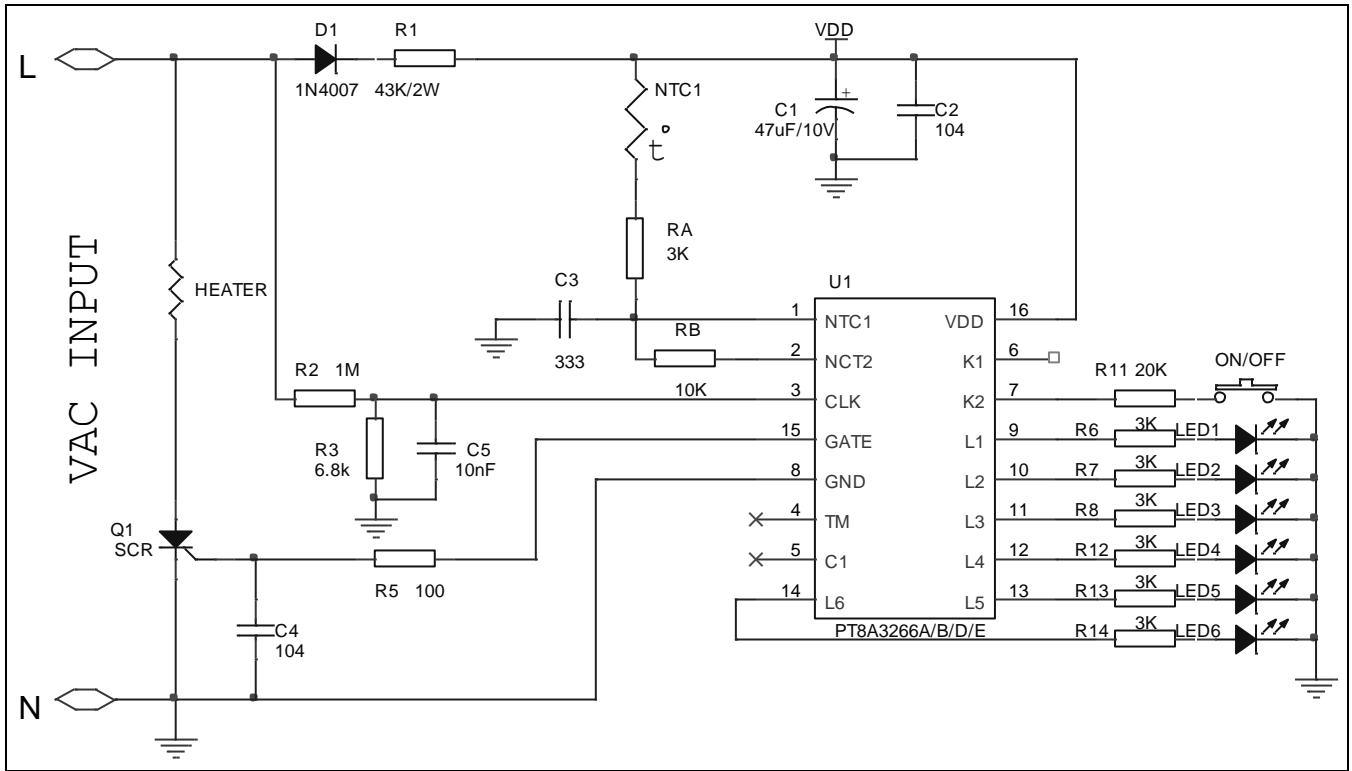 D1
R1
VDD
L
1N4007
43K/2W
NTC1
t°
C1
47uF/10V
C2
104
RA
3K
VAC INPUT
HEATER
C3
333
U1
RB
10K
1
NTC1
VDD
16
2
NCT2
K1
6
3
CLK
K2
7
15
GATE
L1
9
8
GND
L2
10
4
TM
L3
11
5
C1
L4
12
14
L6
L5
13
PT8A3266A/B/D/E
R2 1M
R3
6.8k
C5
10nF
R11 20K
ON/OFF
R6
3K
LED1
R7
3K
LED2
R8
3K
LED3
R12
3K
LED4
R13
3K
LED5
R14
3K
LED6
Q1
SCR
R5 100
C4
104
N